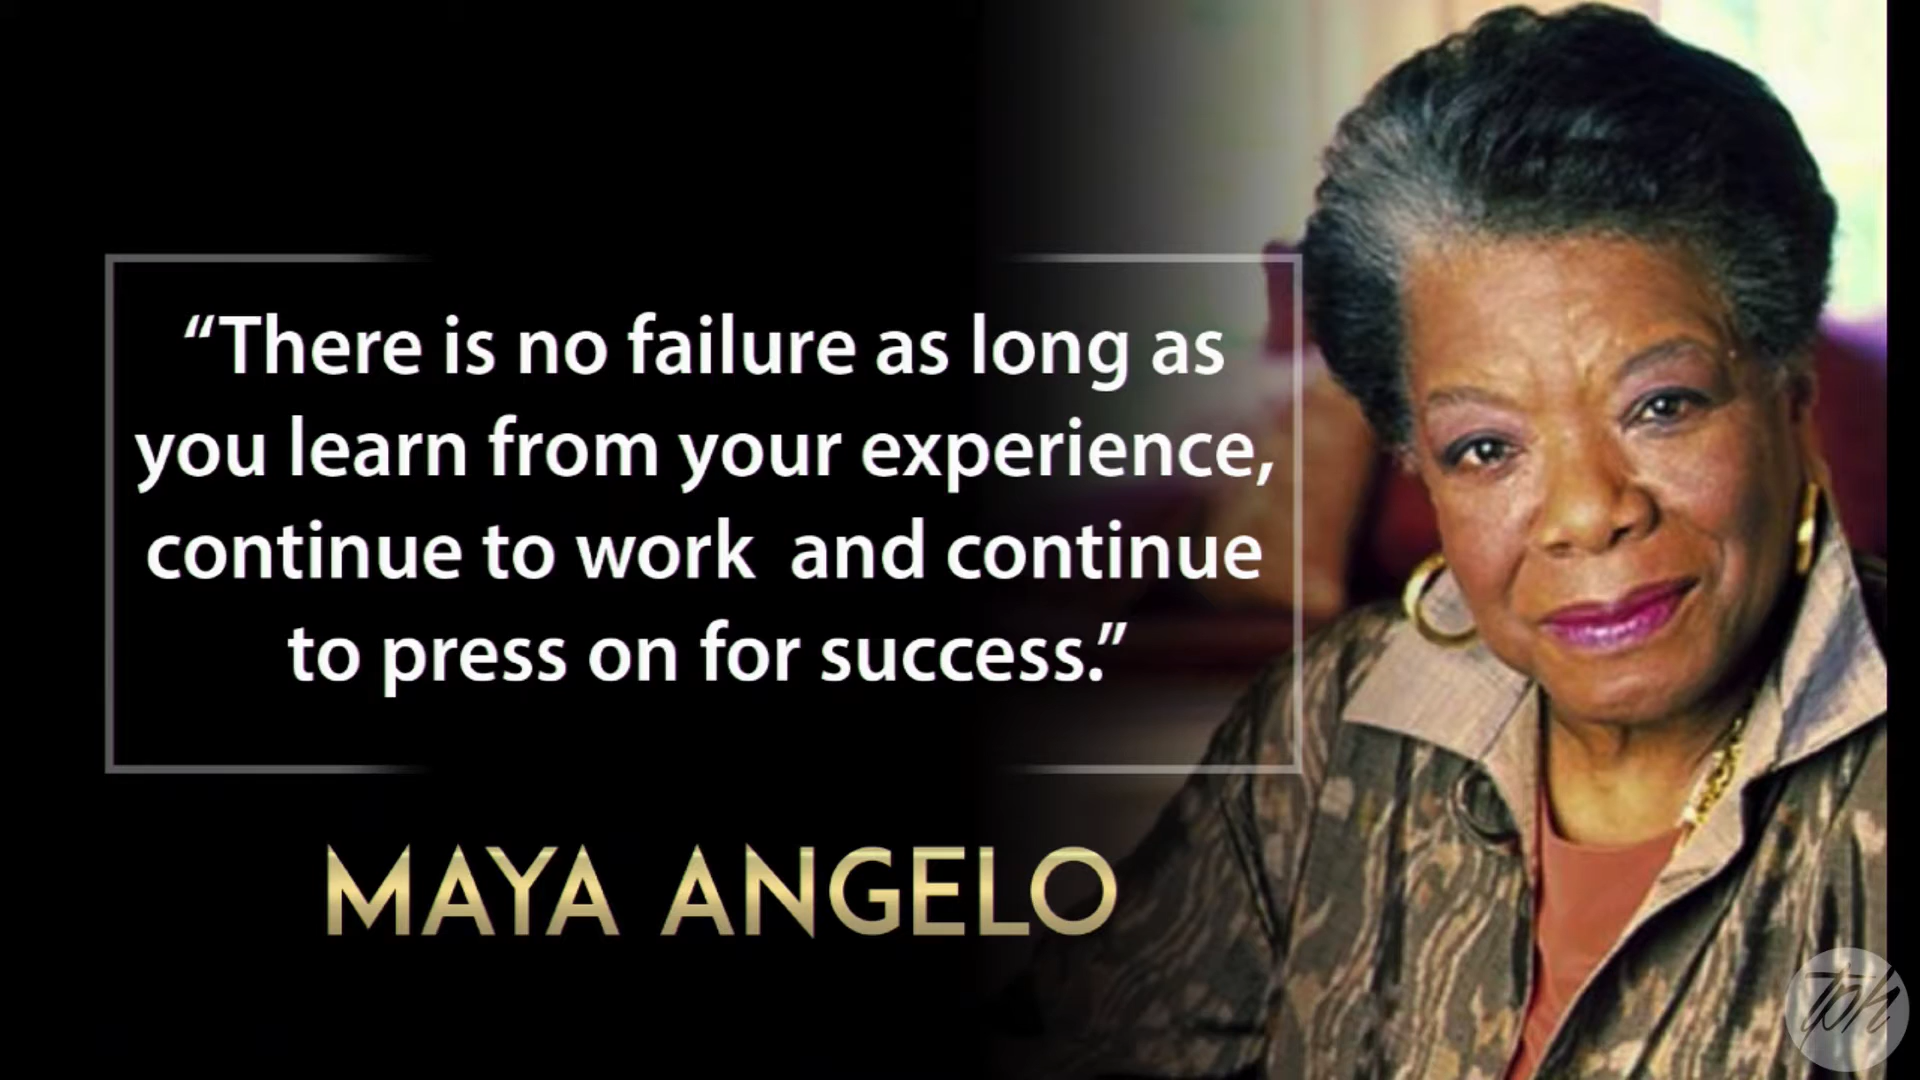 “There is no failure as long as
you learn from your experience,
continue to work  and continue
to press on for success.”
MAYA ANGELO